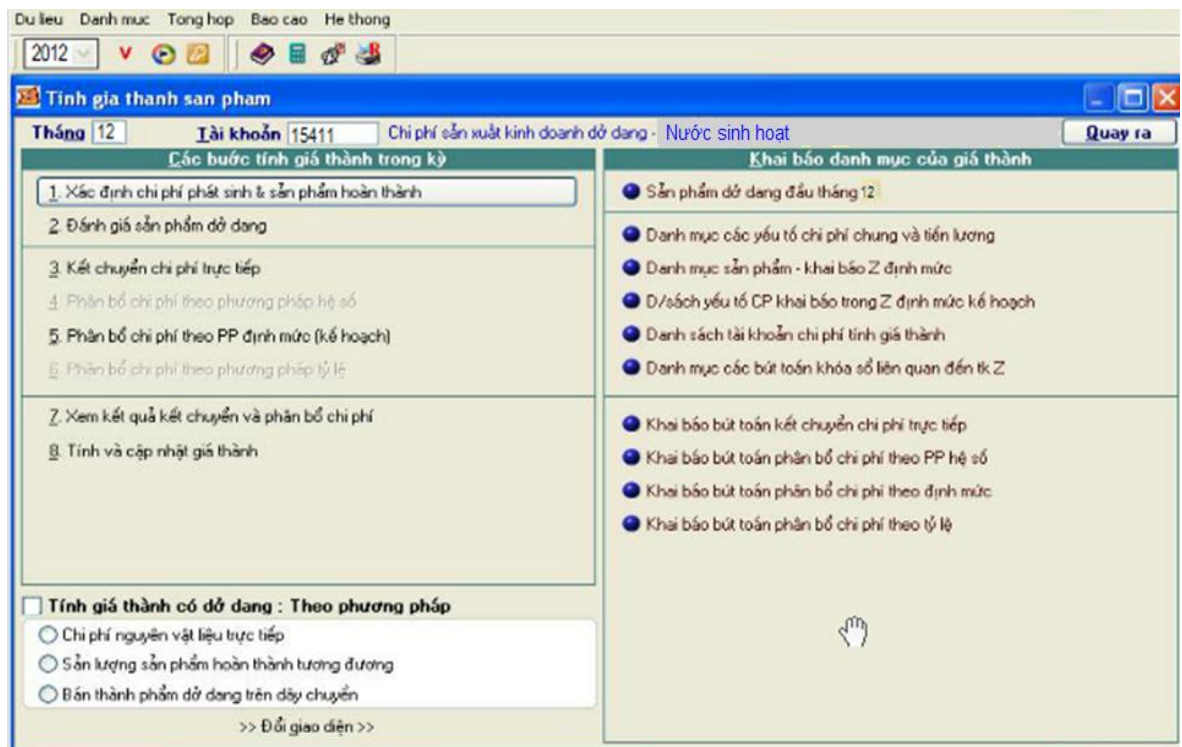 Du lieu Danh muc Tong hop Bao cao He thong
2012
Tinh gia thanh san pham
Tháng 12 Tài khoản 15411 Chi phí sản xuất kinh doanh dở dang - Nước sinh hoạt Quay ra
Các buớc tính giá thành trong kỳ
1. Xác định chi phí phát sinh & sản phẩm hoàn thành
2. Đánh giá sản phẩm dở dang
3. Kết chuyển chi phí trực tiếp
4. Phân bổ chi phí theo phương pháp hệ số
5. Phân bổ chi phí theo PP định mức (kế hoạch)
6. Phân bổ chi phí theo phương pháp tỷ lệ
7. Xem kết quả kết chuyển và phân bổ chi phí
8. Tính và cập nhật giá thành
Tính giá thành có dở dang : Theo phương pháp
Chi phí nguyên vật liệu trực tiếp
Sản lượng sản phẩm hoàn thành tương đương
Bán thành phẩm dở dang trên dây chuyền
>> Đổi giao diện >>
Khai báo danh mục của giá thành
Sản phẩm dở dang đầu tháng 12
Danh mục các yếu tố chi phí chung và tiền lương
Danh mục sản phẩm - khai báo Z định mức
D/sách yếu tố CP khai báo trong Z định mức kế hoạch
Danh sách tài khoản chi phí tính giá thành
Danh mục các bút toán khóa sổ liên quan đến tk Z
Khai báo bút toán kết chuyển chi phí trực tiếp
Khai báo bút toán phân bổ chi phí theo PP hệ số
Khai báo bút toán phân bổ chi phí theo định mức
Khai báo bút toán phân bổ chi phí theo tỷ lệ